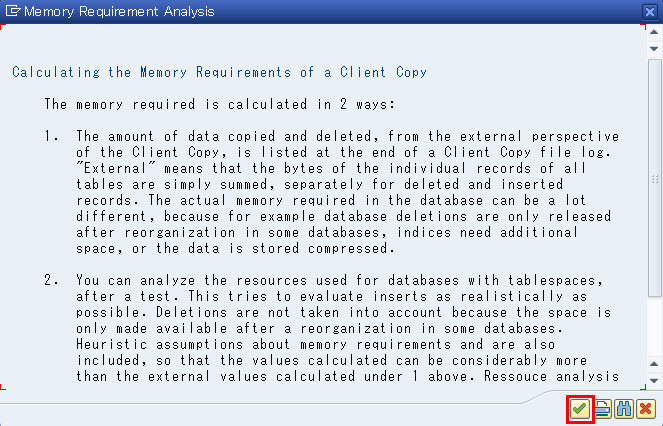 Memory Requirement Analysis
Calculating the Memory Requirements of a Client Copy
The memory required is calculated in 2 ways:
1. The amount of data copied and deleted, from the external perspective
of the Client Copy, is listed at the end of a Client Copy file log.
"External" means that the bytes of the individual records of all
tables are simply summed, separately for deleted and inserted
records. The actual memory required in the database can be a lot
different, because for example database deletions are only released
after reorganization in some databases, indices need additional
space, or the data is stored compressed.
2. You can analyze the resources used for databases with tablespaces,
after a test. This tries to evaluate inserts as realistically as
possible. Deletions are not taken into account because the space is
only made available after a reorganization in some databases.
Heuristic assumptions about memory requirements and are also
included, so that the values calculated can be considerably more
than the external values calculated under 1 above. Ressouce analysis